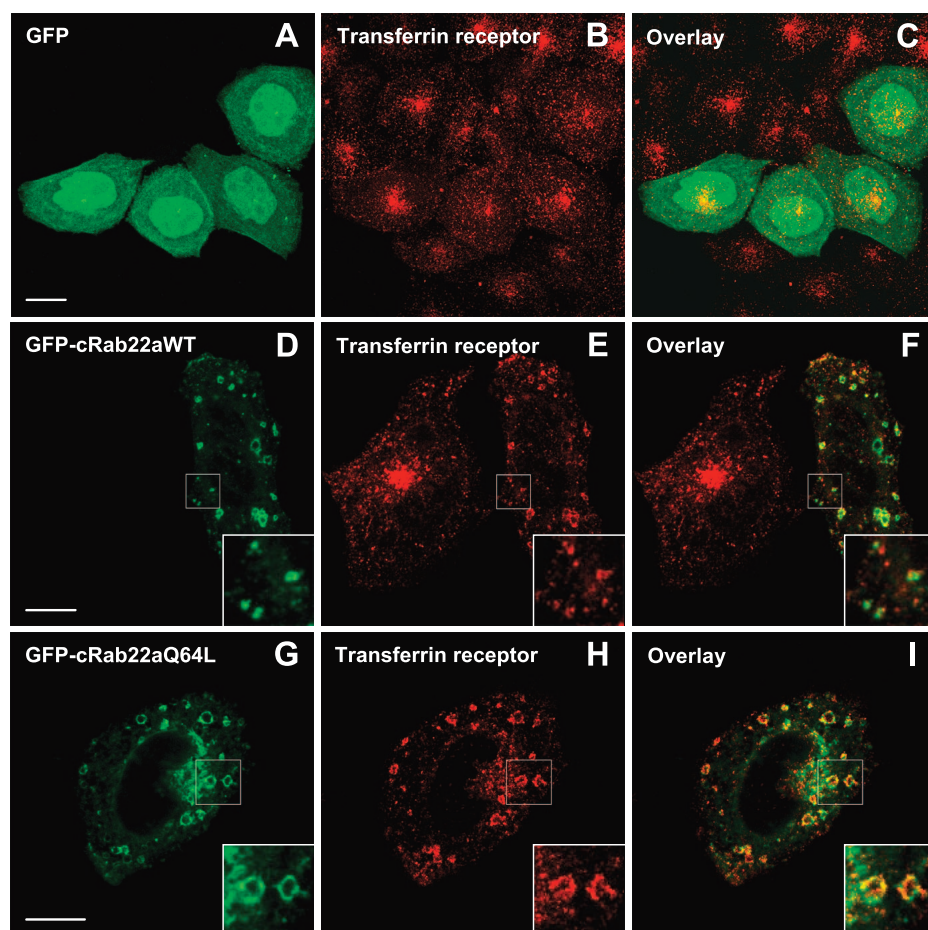 GFP A
Transferrin receptor B
Overlay C
GFP-cRab22aWT D
Transferrin receptor E
Overlay F
GFP-cRab22aQ64L G
Transferrin receptor H
Overlay I